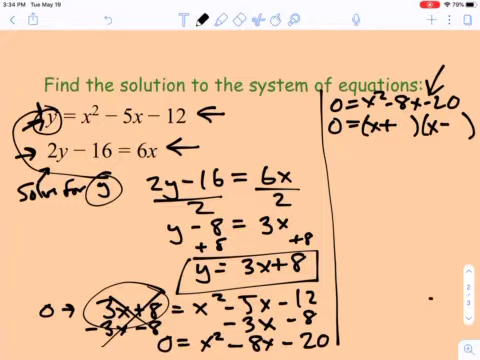 3:34 PM Tue May 19
79%
Find the solution to the system of equations:
y = x² − 5x − 12
2y − 16 = 6x
Solve for y
2y − 16 = 6x
2 2
y − 8 = 3x
+8 +8
y = 3x + 8
0 → 3x + 8 = x² − 5x − 12
−3x − 8 − 3x − 8
0 = x² − 8x − 20
0 = x² − 8x − 20
0 = (x + )(x − )
2
3